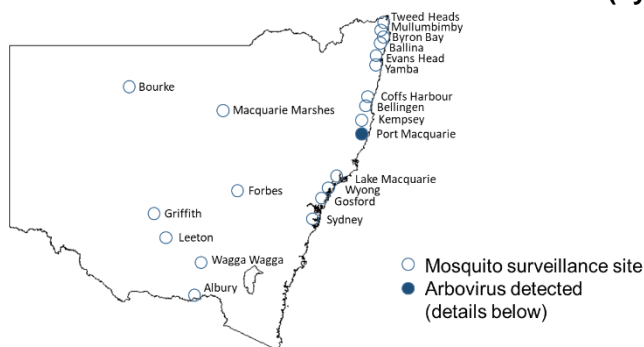 Tweed Heads
Mullumbimby
Byron Bay
Ballina
Evans Head
Yamba
Bourke
Coffs Harbour
Macquarie Marshes
Bellingen
Kempsey
Port Macquarie
Lake Macquarie
Forbes
Wyong
Gosford
Griffith
Sydney
Leeton
Wagga Wagga
Albury
Mosquito surveillance site
Arbovirus detected
(details below)